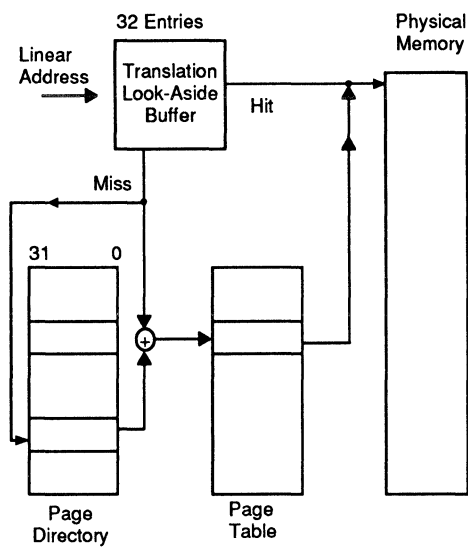 32 Entries
Physical
Memory
Linear
Address
Translation
Look-Aside
Buffer
Hit
Miss
31 0
+
Page
Directory
Page
Table